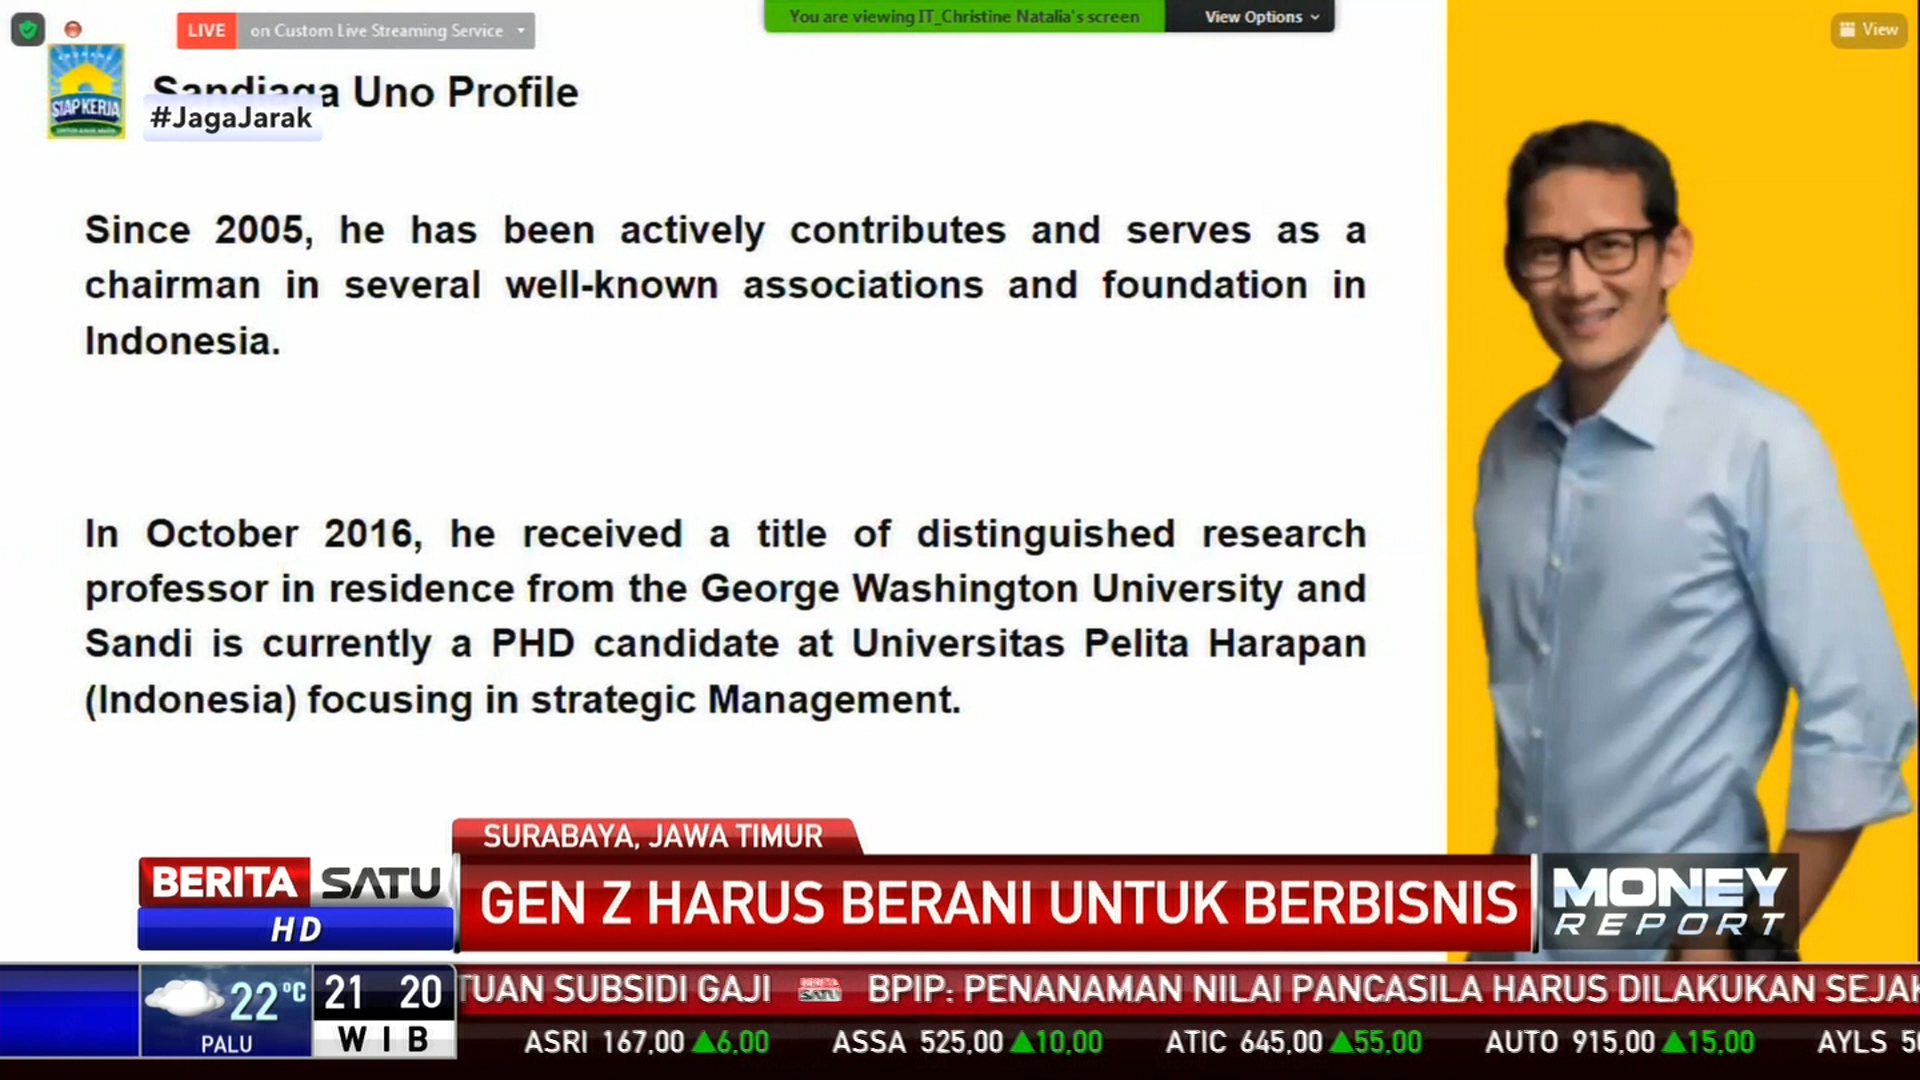 LIVE on Custom Live Streaming Service
You are viewing IT_Christine Natalia's screen View Options
View
SIAP KERJA
Sandiaga Uno Profile
#JagaJarak
Since 2005, he has been actively contributes and serves as a
chairman in several well-known associations and foundation in
Indonesia.
In October 2016, he received a title of distinguished research
professor in residence from the George Washington University and
Sandi is currently a PHD candidate at Universitas Pelita Harapan
(Indonesia) focusing in strategic Management.
SURABAYA, JAWA TIMUR
BERITA SATU
HD
GEN Z HARUS BERANI UNTUK BERBISNIS
MONEY
REPORT
22°C
PALU
21 20
WIB
TUAN SUBSIDI GAJI BERITA SATU BPIP: PENANAMAN NILAI PANCASILA HARUS DILAKUKAN SEJAK
ASRI 167,00 ▲6,00 ASSA 525,00 ▲10,00 ATIC 645,00 ▲55,00 AUTO 915,00 ▲15,00 AYLS